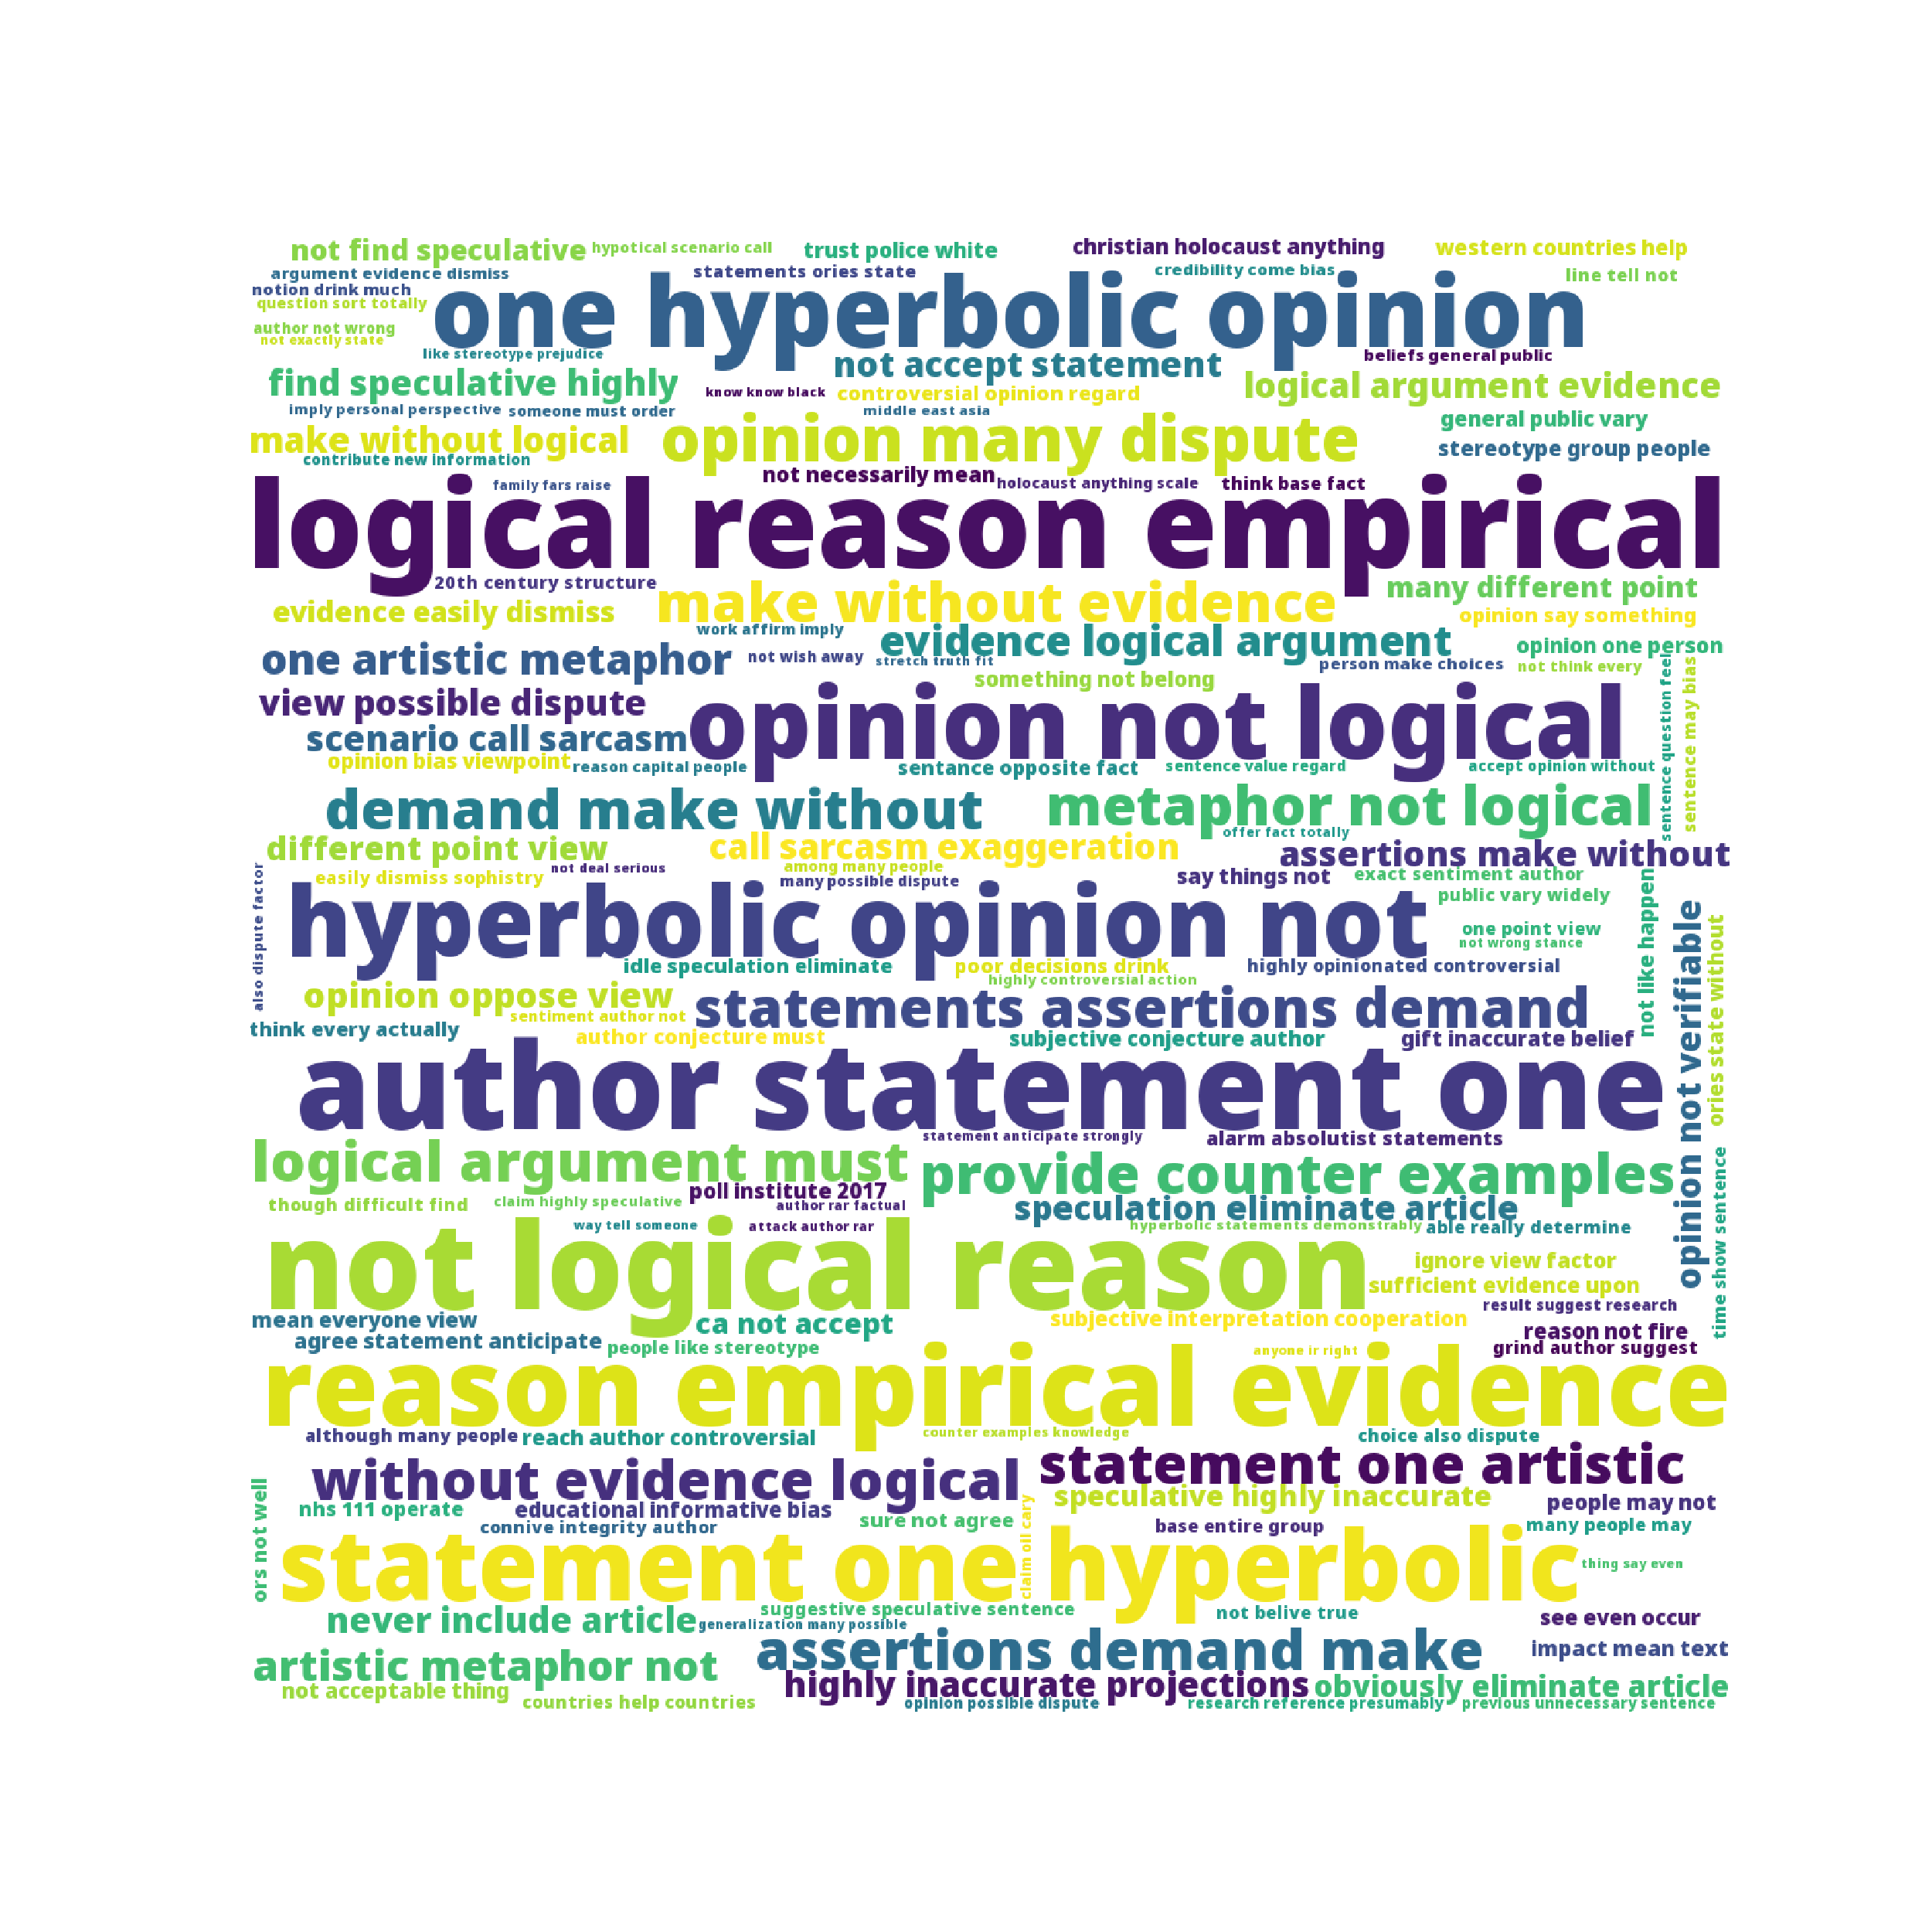 not find speculative
hypotical scenario call
trust police white
christian holocaust anything
western countries help
argument evidence dismiss
statements ories state
credibility come bias
line tell not
notion drink much
question sort totally
one hyperbolic opinion
author not wrong
not exactly state
like stereotype prejudice
not accept statement
beliefs general public
find speculative highly
know know black
controversial opinion regard
logical argument evidence
imply personal perspective
someone must order
middle east asia
general public vary
make without logical
opinion many dispute
stereotype group people
contribute new information
not necessarily mean
holocaust anything scale
think base fact
family fars raise
logical reason empirical
20th century structure
make without evidence
many different point
evidence easily dismiss
opinion say something
work affirm imply
evidence logical argument
opinion one person
one artistic metaphor
not wish away
stretch truth fit
person make choices
not think every
something not belong
sentence question feel
sentence may bias
view possible dispute
opinion not logical
scenario call sarcasm
opinion bias viewpoint
reason capital people
sentance opposite fact
sentence value regard
accept opinion without
demand make without
metaphor not logical
offer fact totally
different point view
call sarcasm exaggeration
assertions make without
not deal serious
among many people
easily dismiss sophistry
many possible dispute
say things not
exact sentiment author
also dispute factor
public vary widely
hyperbolic opinion not
one point view
not wrong stance
not like happen
opinion not verifiable
ories state without
idle speculation eliminate
poor decisions drink
highly opinionated controversial
highly controversial action
opinion oppose view
statements assertions demand
sentiment author not
think every actually
author conjecture must
subjective conjecture author
gift inaccurate belief
author statement one
statement anticipate strongly
alarm absolutist statements
logical argument must
provide counter examples
time show sentence
poll institute 2017
though difficult find
claim highly speculative
author rar factual
speculation eliminate article
way tell someone
attack author rar
hyperbolic statements demonstrably
able really determine
not logical reason
ignore view factor
sufficient evidence upon
result suggest research
mean everyone view
ca not accept
subjective interpretation cooperation
reason not fire
agree statement anticipate
people like stereotype
anyone ir right
grind author suggest
reason empirical evidence
although many people
reach author controversial
counter examples knowledge
choice also dispute
without evidence logical
statement one artistic
ors not well
nhs 111 operate
educational informative bias
claim oil cary
speculative highly inaccurate
people may not
connive integrity author
sure not agree
base entire group
many people may
statement one hyperbolic
thing say even
never include article
suggestive speculative sentence
generalization many possible
not belive true
see even occur
artistic metaphor not
assertions demand make
impact mean text
not acceptable thing
countries help countries
highly inaccurate projections
obviously eliminate article
opinion possible dispute
research reference presumably
previous unnecessary sentence